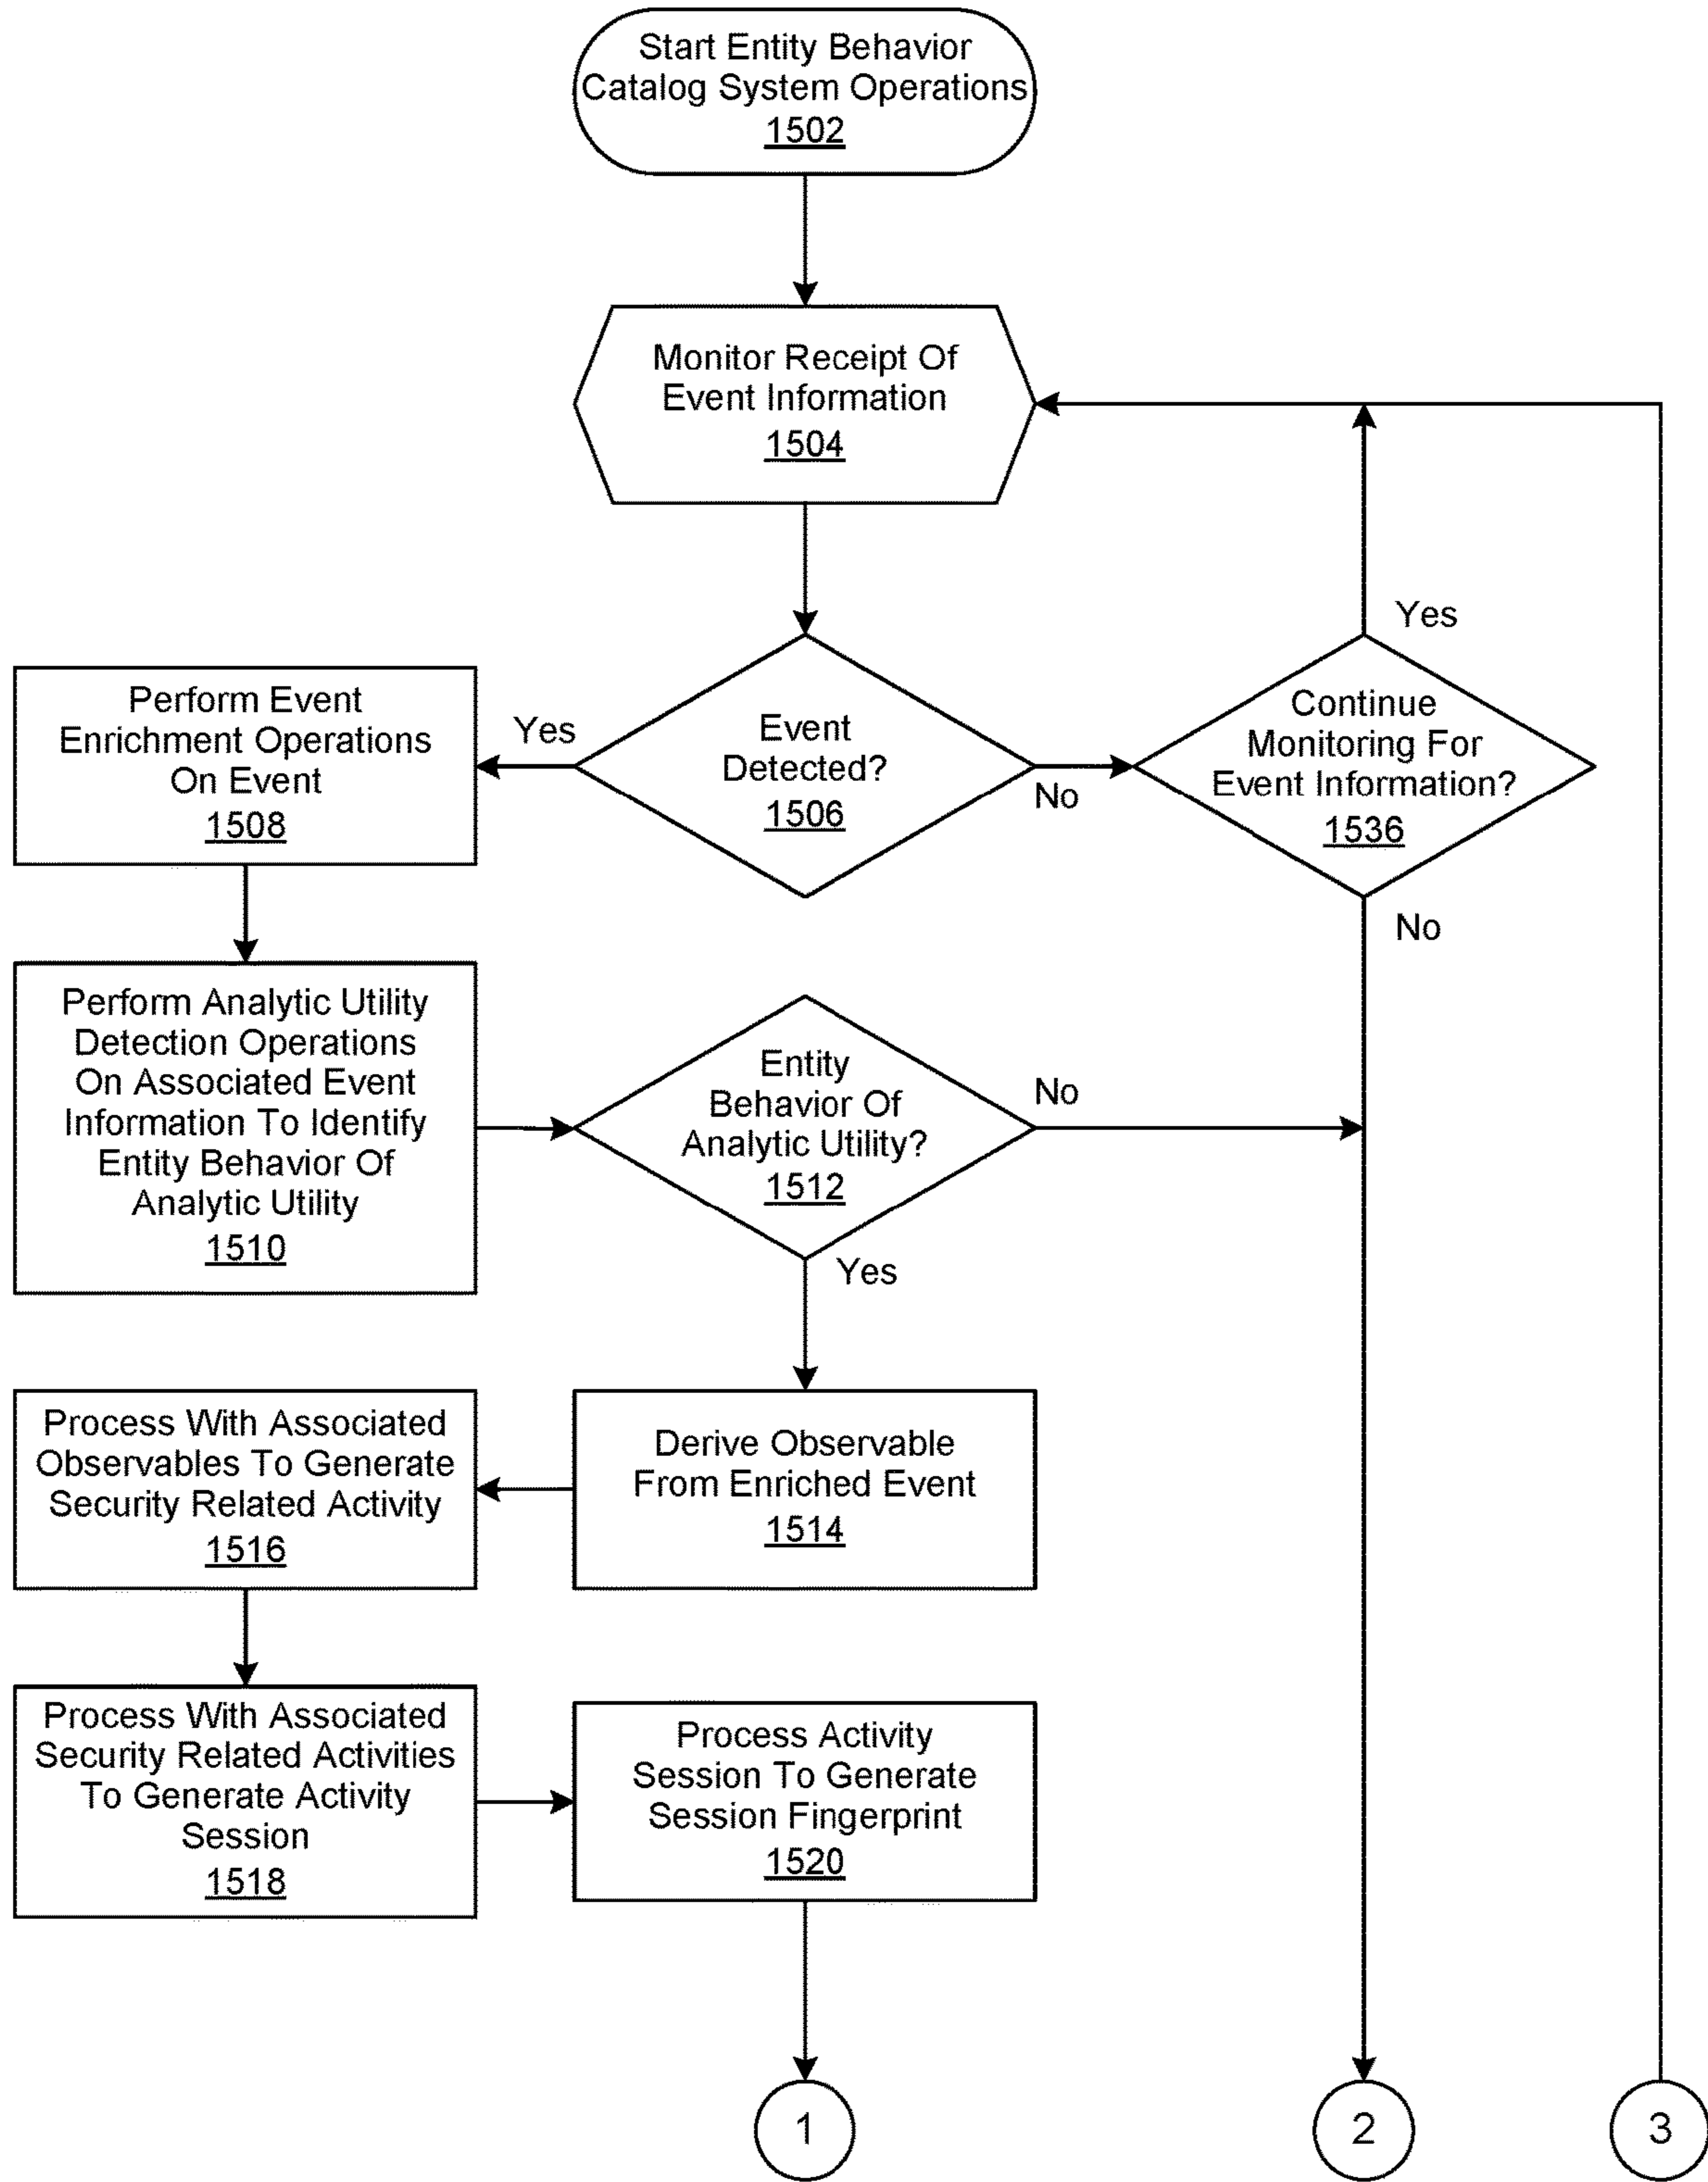 Start Entity Behavior
Catalog System Operations
1502
Monitor Receipt Of
Event Information
1504
Yes
Perform Event
Enrichment Operations
On Event
1508
Yes
Event
Detected?
1506
No
Continue
Monitoring For
Event Information?
1536
No
Perform Analytic Utility
Detection Operations
On Associated Event
Information To Identify
Entity Behavior Of
Analytic Utility
1510
Entity
Behavior Of
Analytic Utility?
1512
No
Yes
Process With Associated
Observables To Generate
Security Related Activity
1516
Derive Observable
From Enriched Event
1514
Process With Associated
Security Related Activities
To Generate Activity
Session
1518
Process Activity
Session To Generate
Session Fingerprint
1520
1
2
3